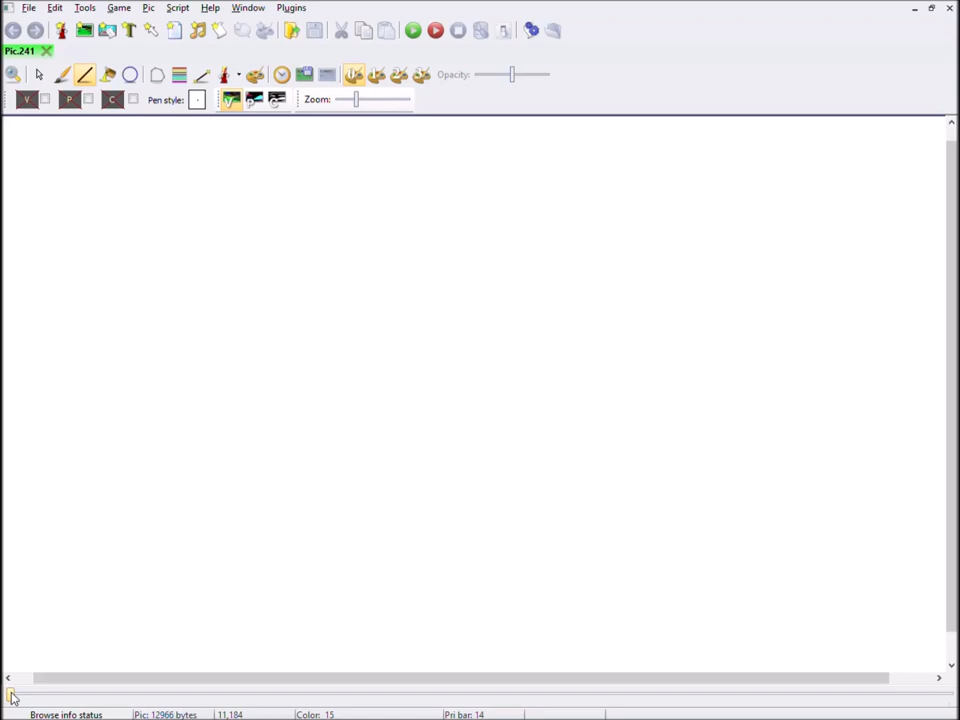 File Edit Tools Game Pic Script Help Window Plugins
Pic.241
Opacity:
V P C Pen style: V P C Zoom:
Browse info status Pic: 12966 bytes 11,184 Color: 15 Pri bar: 14